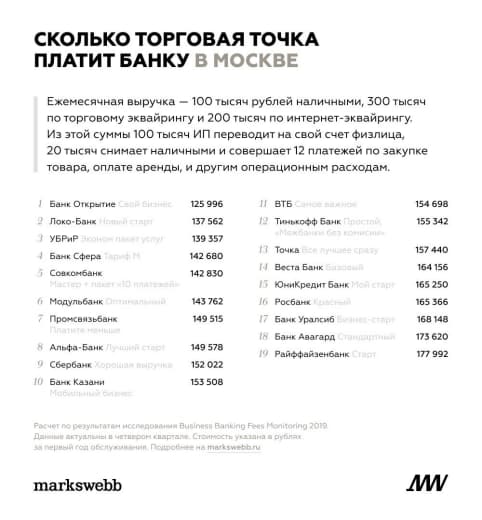 СКОЛЬКО ТОРГОВАЯ ТОЧКА
ПЛАТИТ БАНКУ В МОСКВЕ
Ежемесячная выручка — 100 тысяч рублей наличными, 300 тысяч
по торговому эквайрингу и 200 тысяч по интернет-эквайрингу.
Из этой суммы 100 тысяч ИП переводит на свой счет физлица,
20 тысяч снимает наличными и совершает 12 платежей по закупке
товара, оплате аренды, и другим операционным расходам.
1 Банк Открытие Свой бизнес 125 996
2 Локо-Банк Новый старт 137 562
3 УБРиР Эконом пакет услуг 139 357
4 Банк Сфера Тариф М 142 680
5 Совкомбанк 142 830
Мастер + пакет «10 платежей»
6 Модульбанк Оптимальный 143 762
7 Промсвязьбанк 149 515
Платите меньше
8 Альфа-Банк Лучший старт 149 578
9 Сбербанк Хорошая выручка 152 022
10 Банк Казани 153 508
Мобильный бизнес
11 ВТБ Самое важное 154 698
12 Тинькофф Банк Простой, 155 342
«Межбанки без комисии»
13 Точка Все лучшее сразу 157 440
14 Веста Банк Базовый 164 156
15 ЮниКредит Банк Мой старт 165 250
16 Росбанк Красный 165 366
17 Банк Уралсиб Бизнес-старт 168 148
18 Банк Авагард Стандартный 173 620
19 Райффайзенбанк Старт 177 992
Расчет по результатам исследования Business Banking Fees Monitoring 2019.
Данные актуальны в четвертом квартале. Стоимость указана в рублях
за первый год обслуживания. Подробнее на markswebb.ru
markswebb
MW